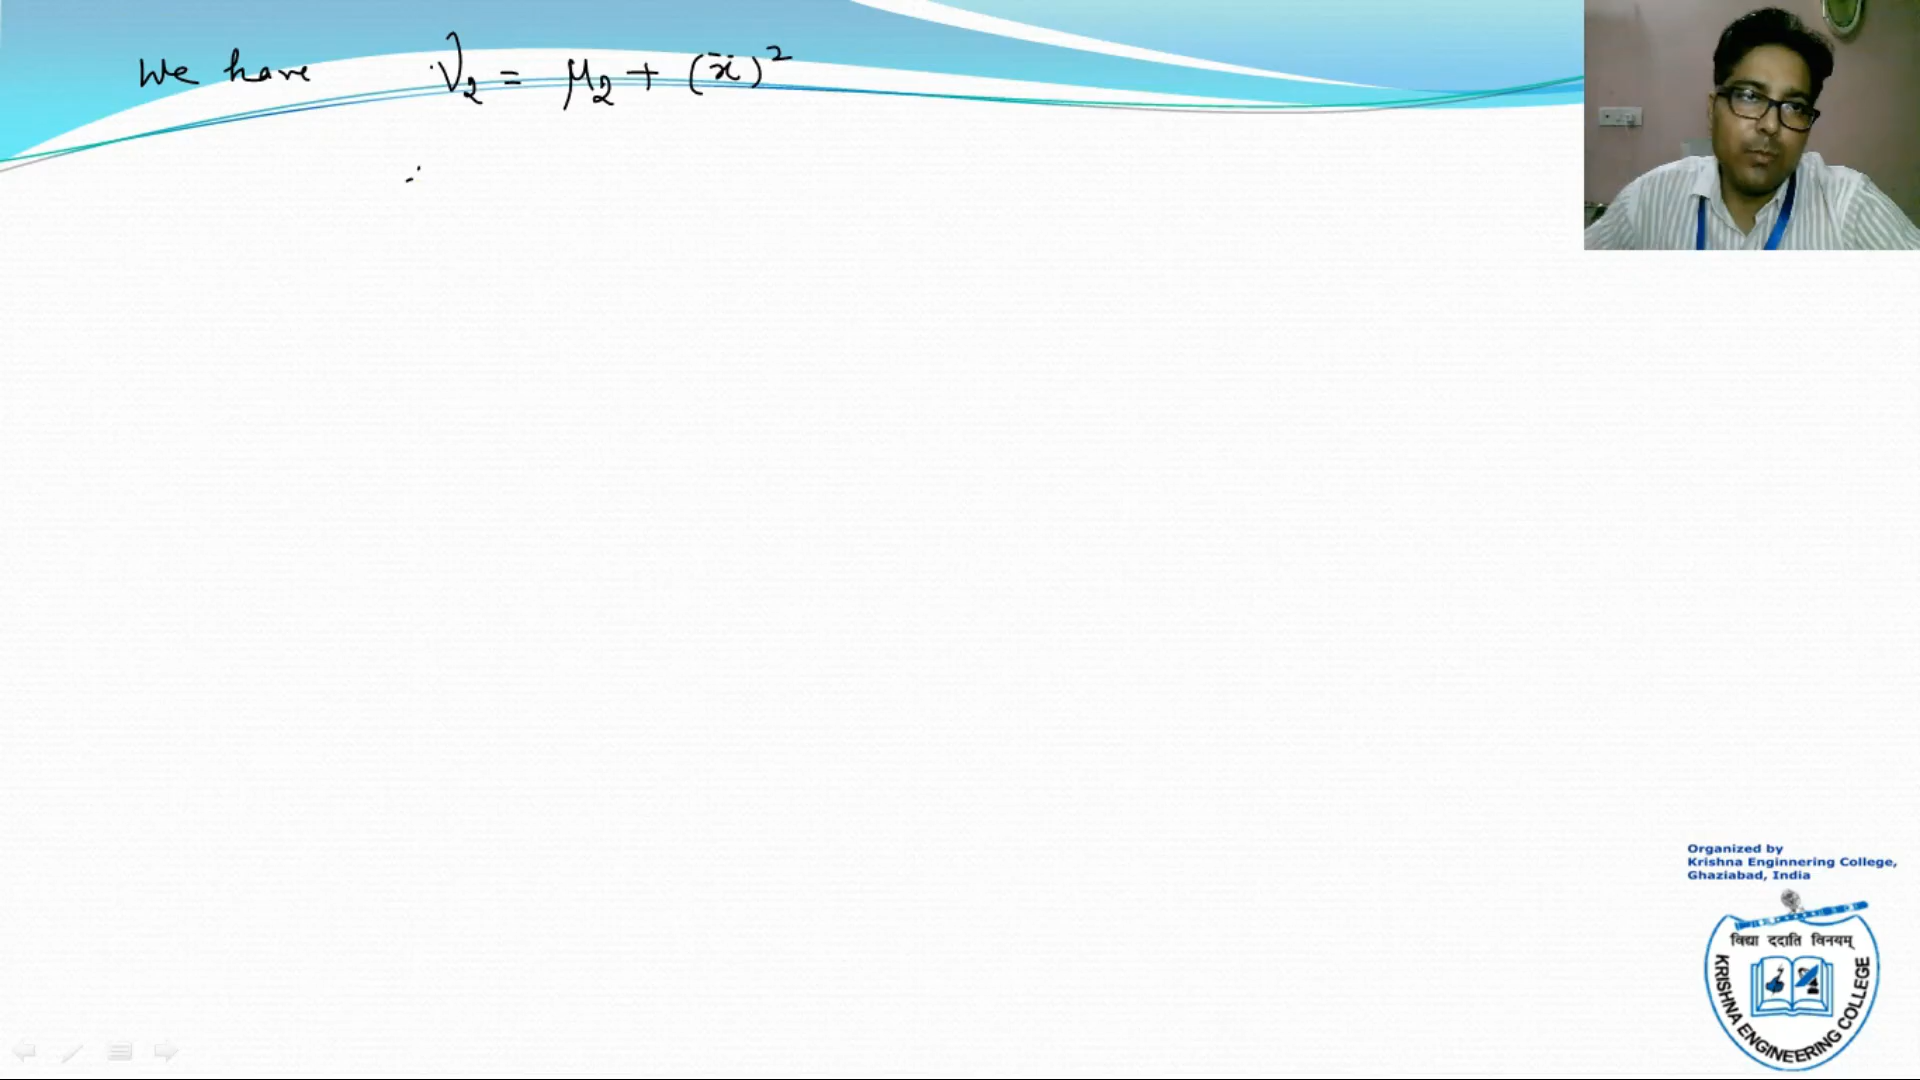 We have ν₂ = μ₂ + (x̄)²
Organized by
Krishna Enginnering College,
Ghaziabad, India
विद्या ददाति विनयम्
KRISHNA ENGINEERING COLLEGE